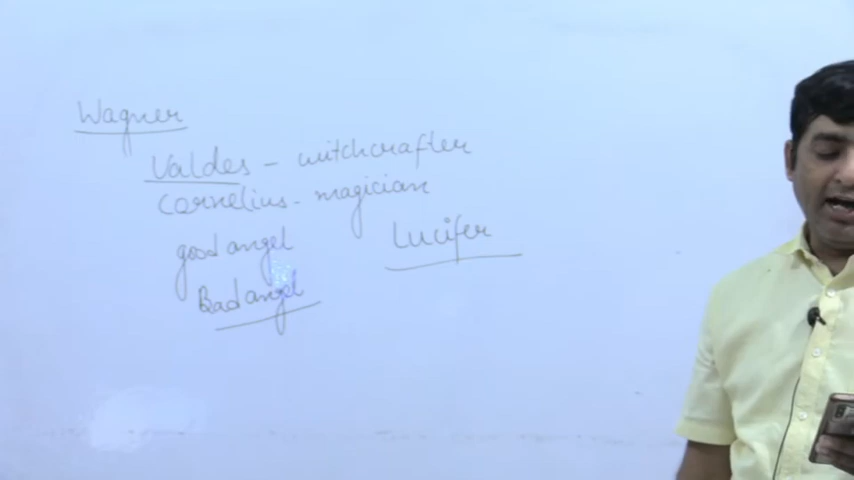 Wagner
Valdes - witchcrafter
Cornelius - magician
good angel
Lucifer
Bad angel